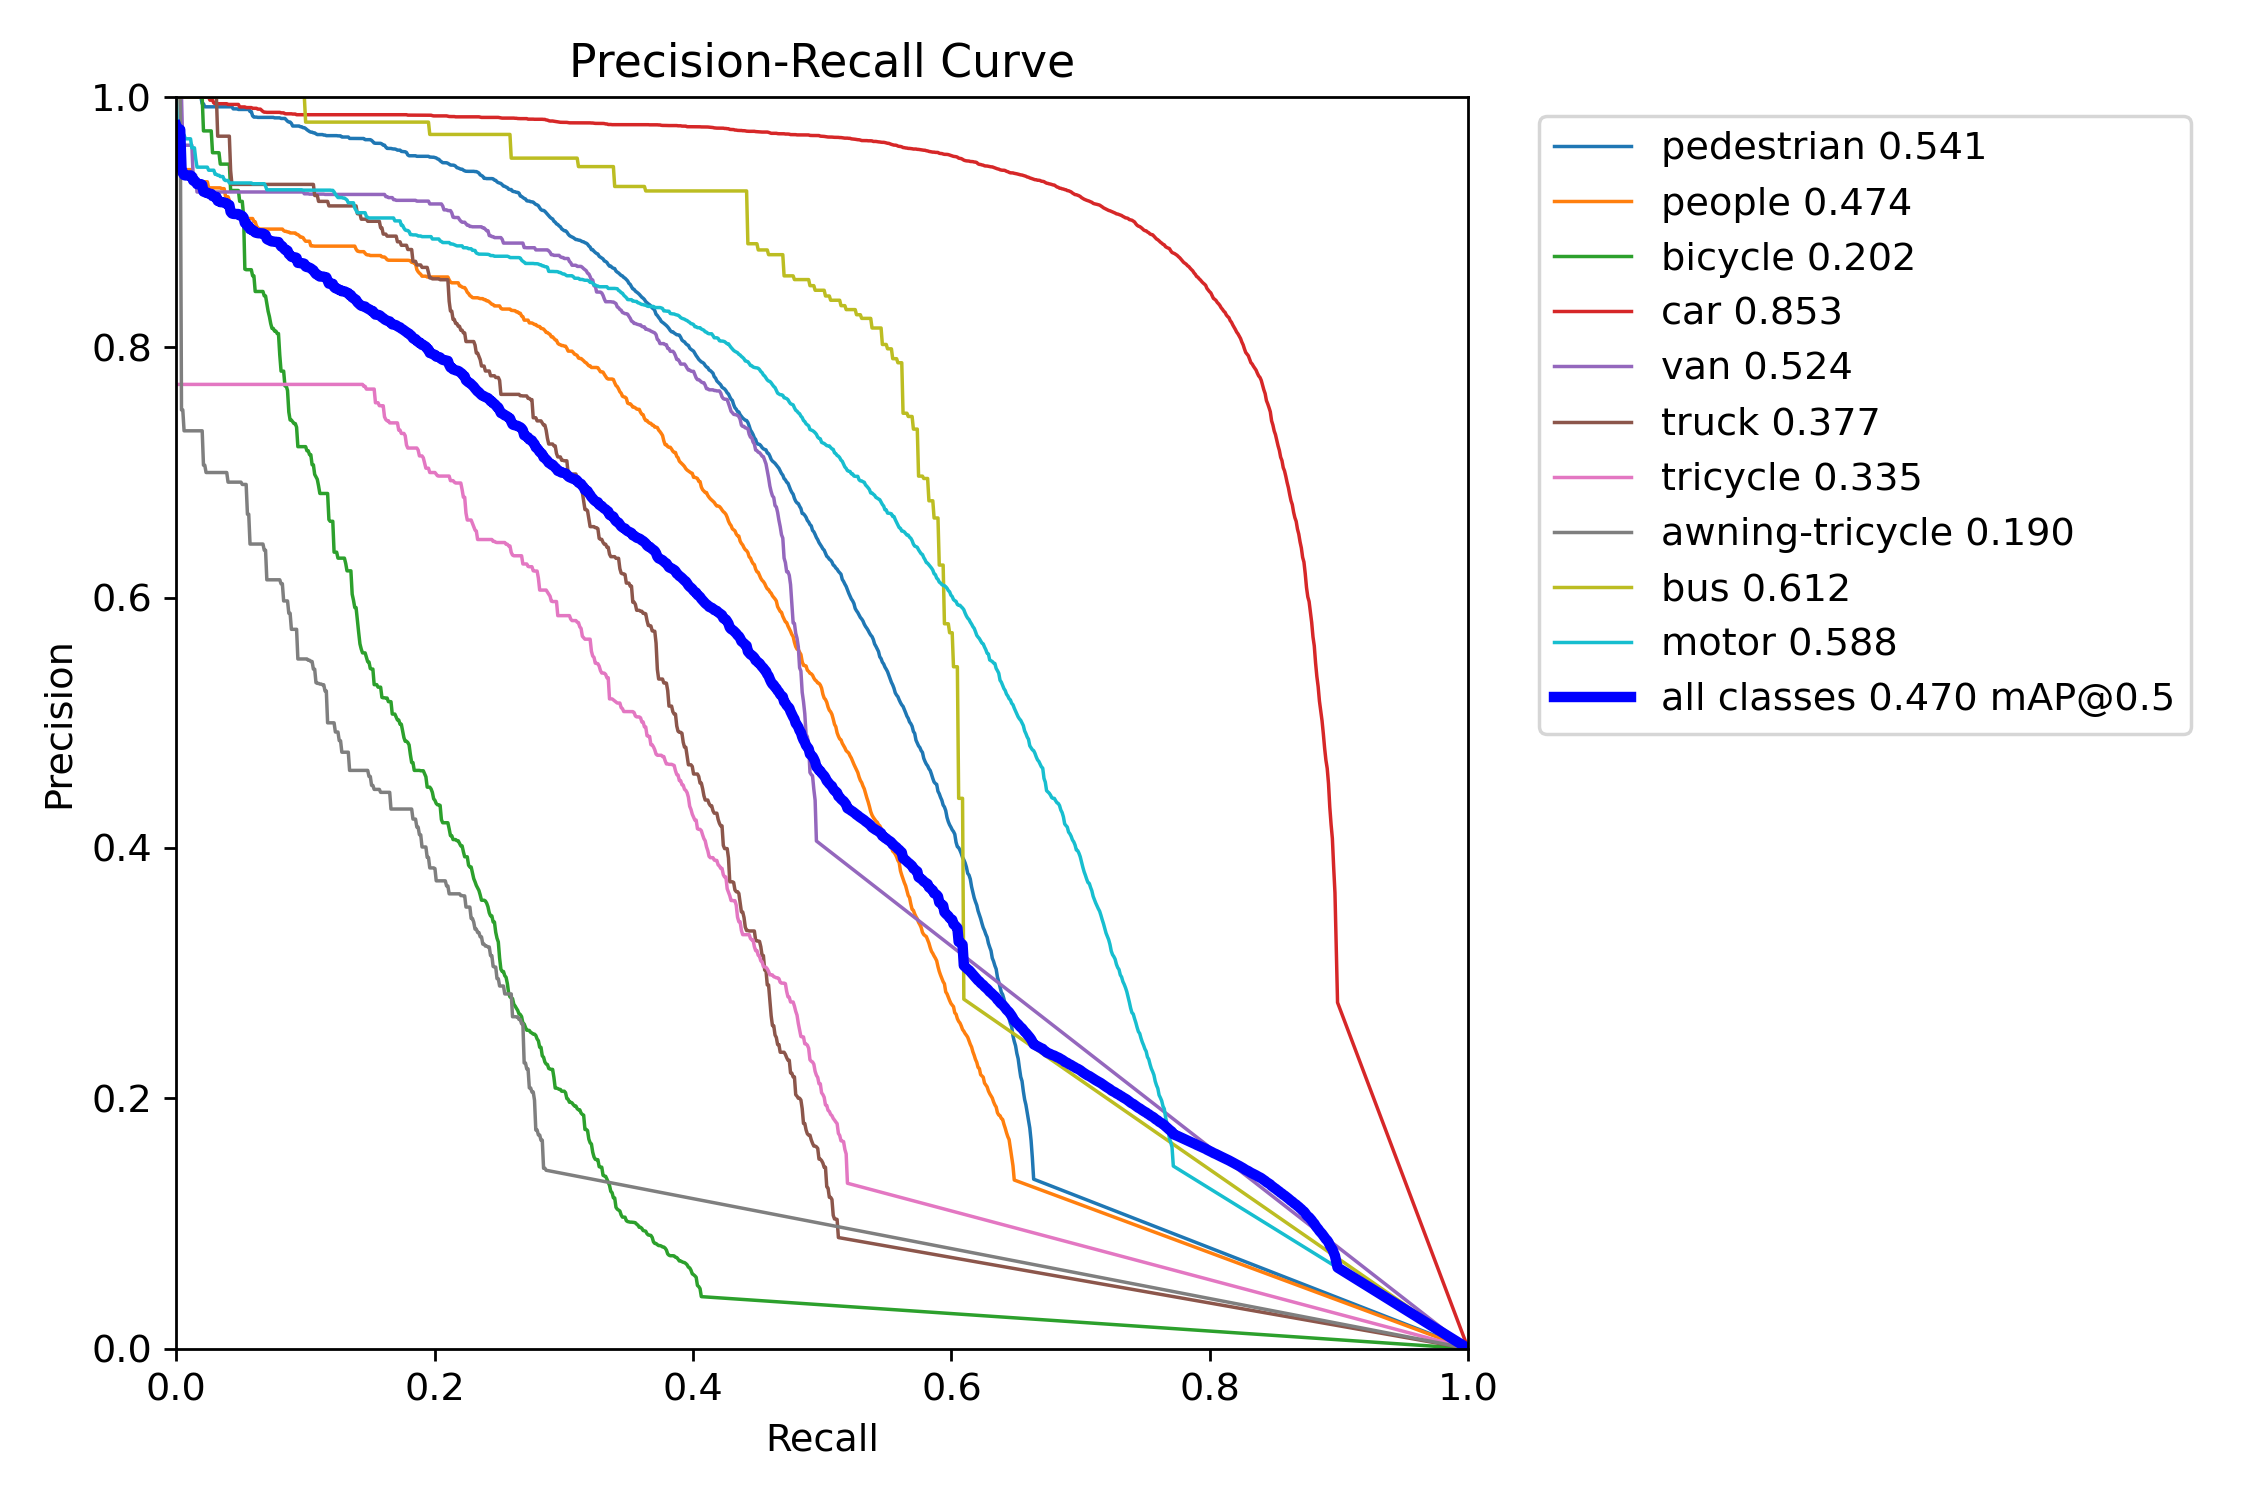 Precision-Recall Curve
1.0
0.8
0.6
0.4
0.2
0.0
Precision
0.0 0.2 0.4 0.6 0.8 1.0
Recall
pedestrian 0.541
people 0.474
bicycle 0.202
car 0.853
van 0.524
truck 0.377
tricycle 0.335
awning-tricycle 0.190
bus 0.612
motor 0.588
all classes 0.470 mAP@0.5